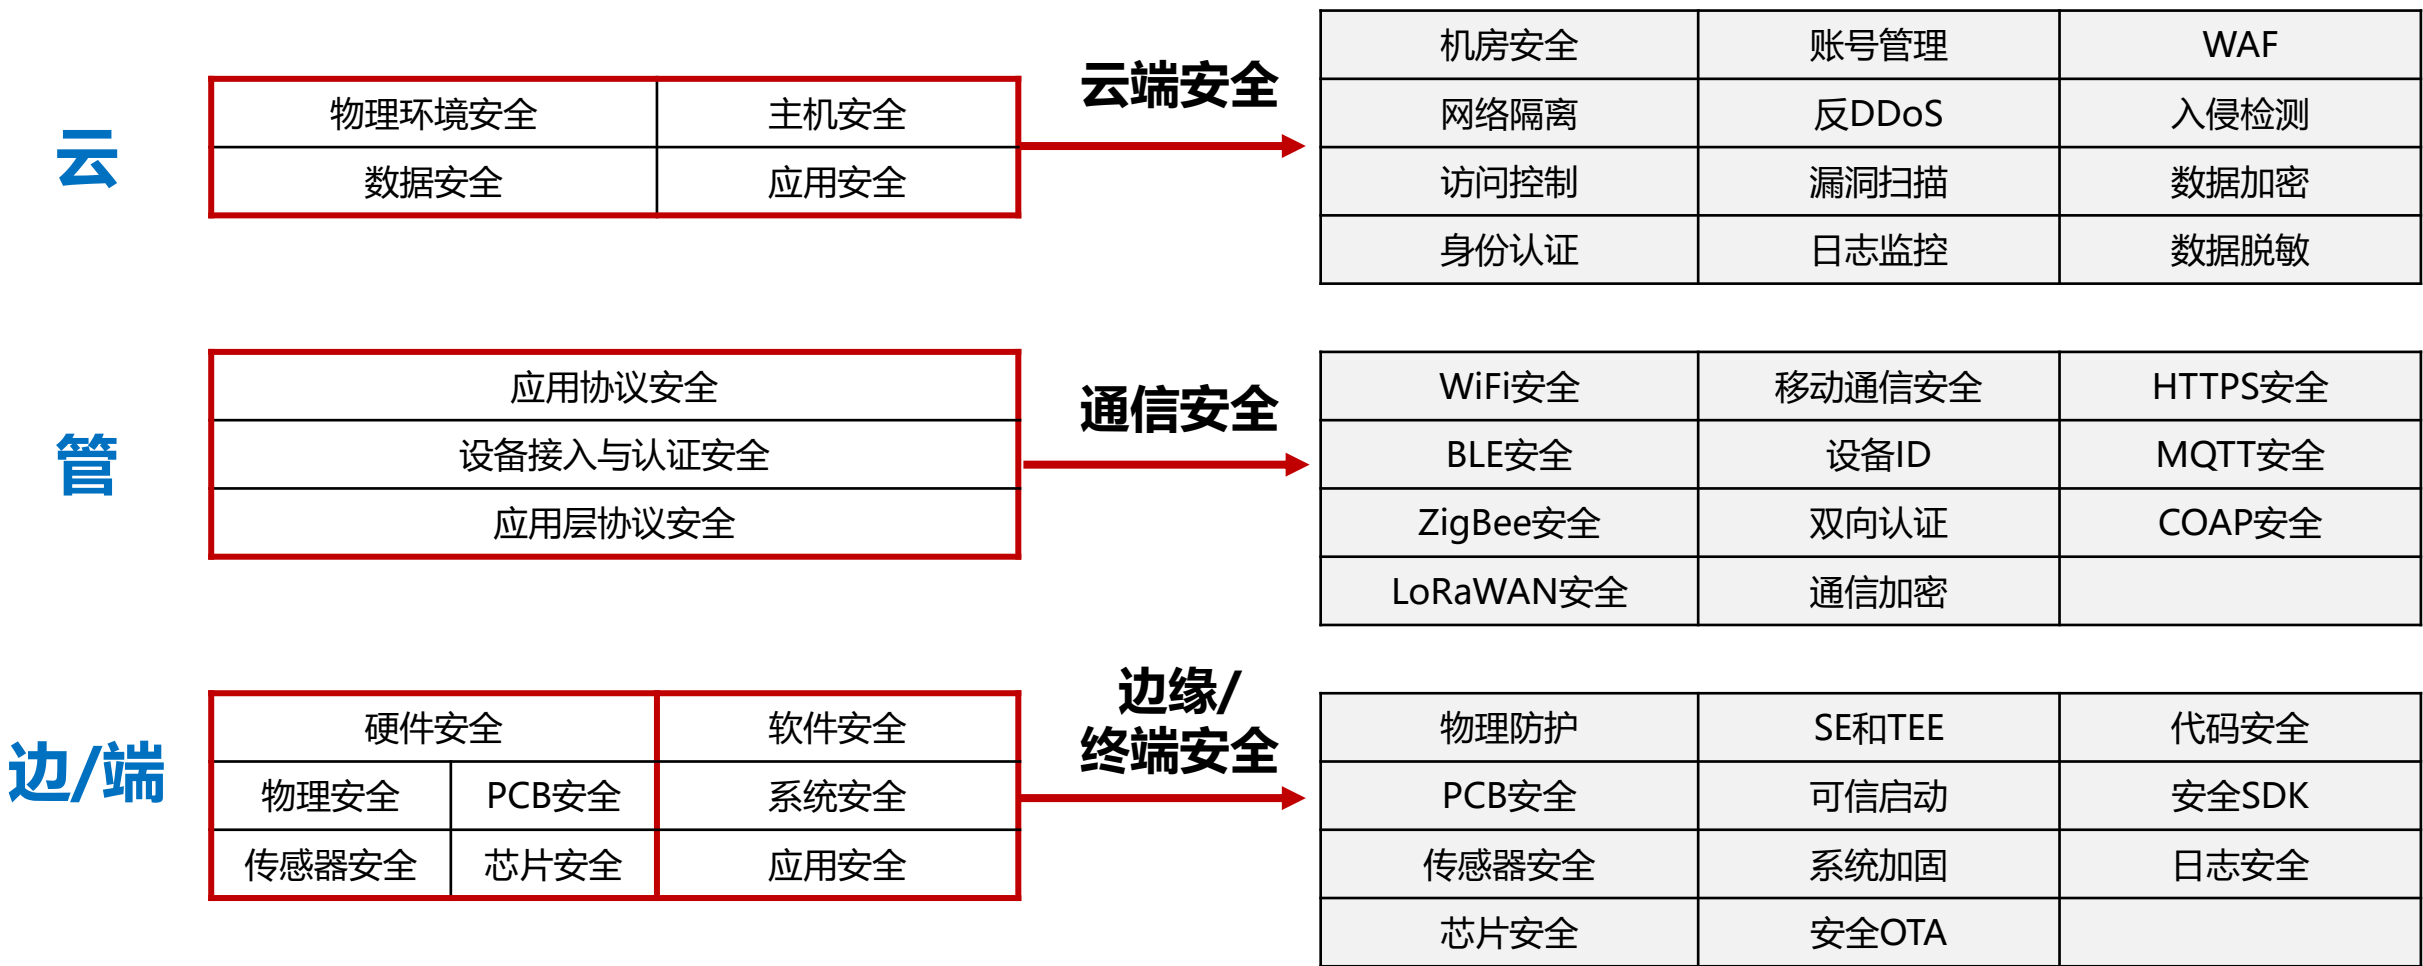 云
物理环境安全 主机安全
数据安全 应用安全
云端安全
机房安全 账号管理 WAF
网络隔离 反DDoS 入侵检测
访问控制 漏洞扫描 数据加密
身份认证 日志监控 数据脱敏
管
应用协议安全
设备接入与认证安全
应用层协议安全
通信安全
WiFi安全 移动通信安全 HTTPS安全
BLE安全 设备ID MQTT安全
ZigBee安全 双向认证 COAP安全
LoRaWAN安全 通信加密
边/端
硬件安全 软件安全
物理安全 PCB安全 系统安全
传感器安全 芯片安全 应用安全
边缘/
终端安全
物理防护 SE和TEE 代码安全
PCB安全 可信启动 安全SDK
传感器安全 系统加固 日志安全
芯片安全 安全OTA